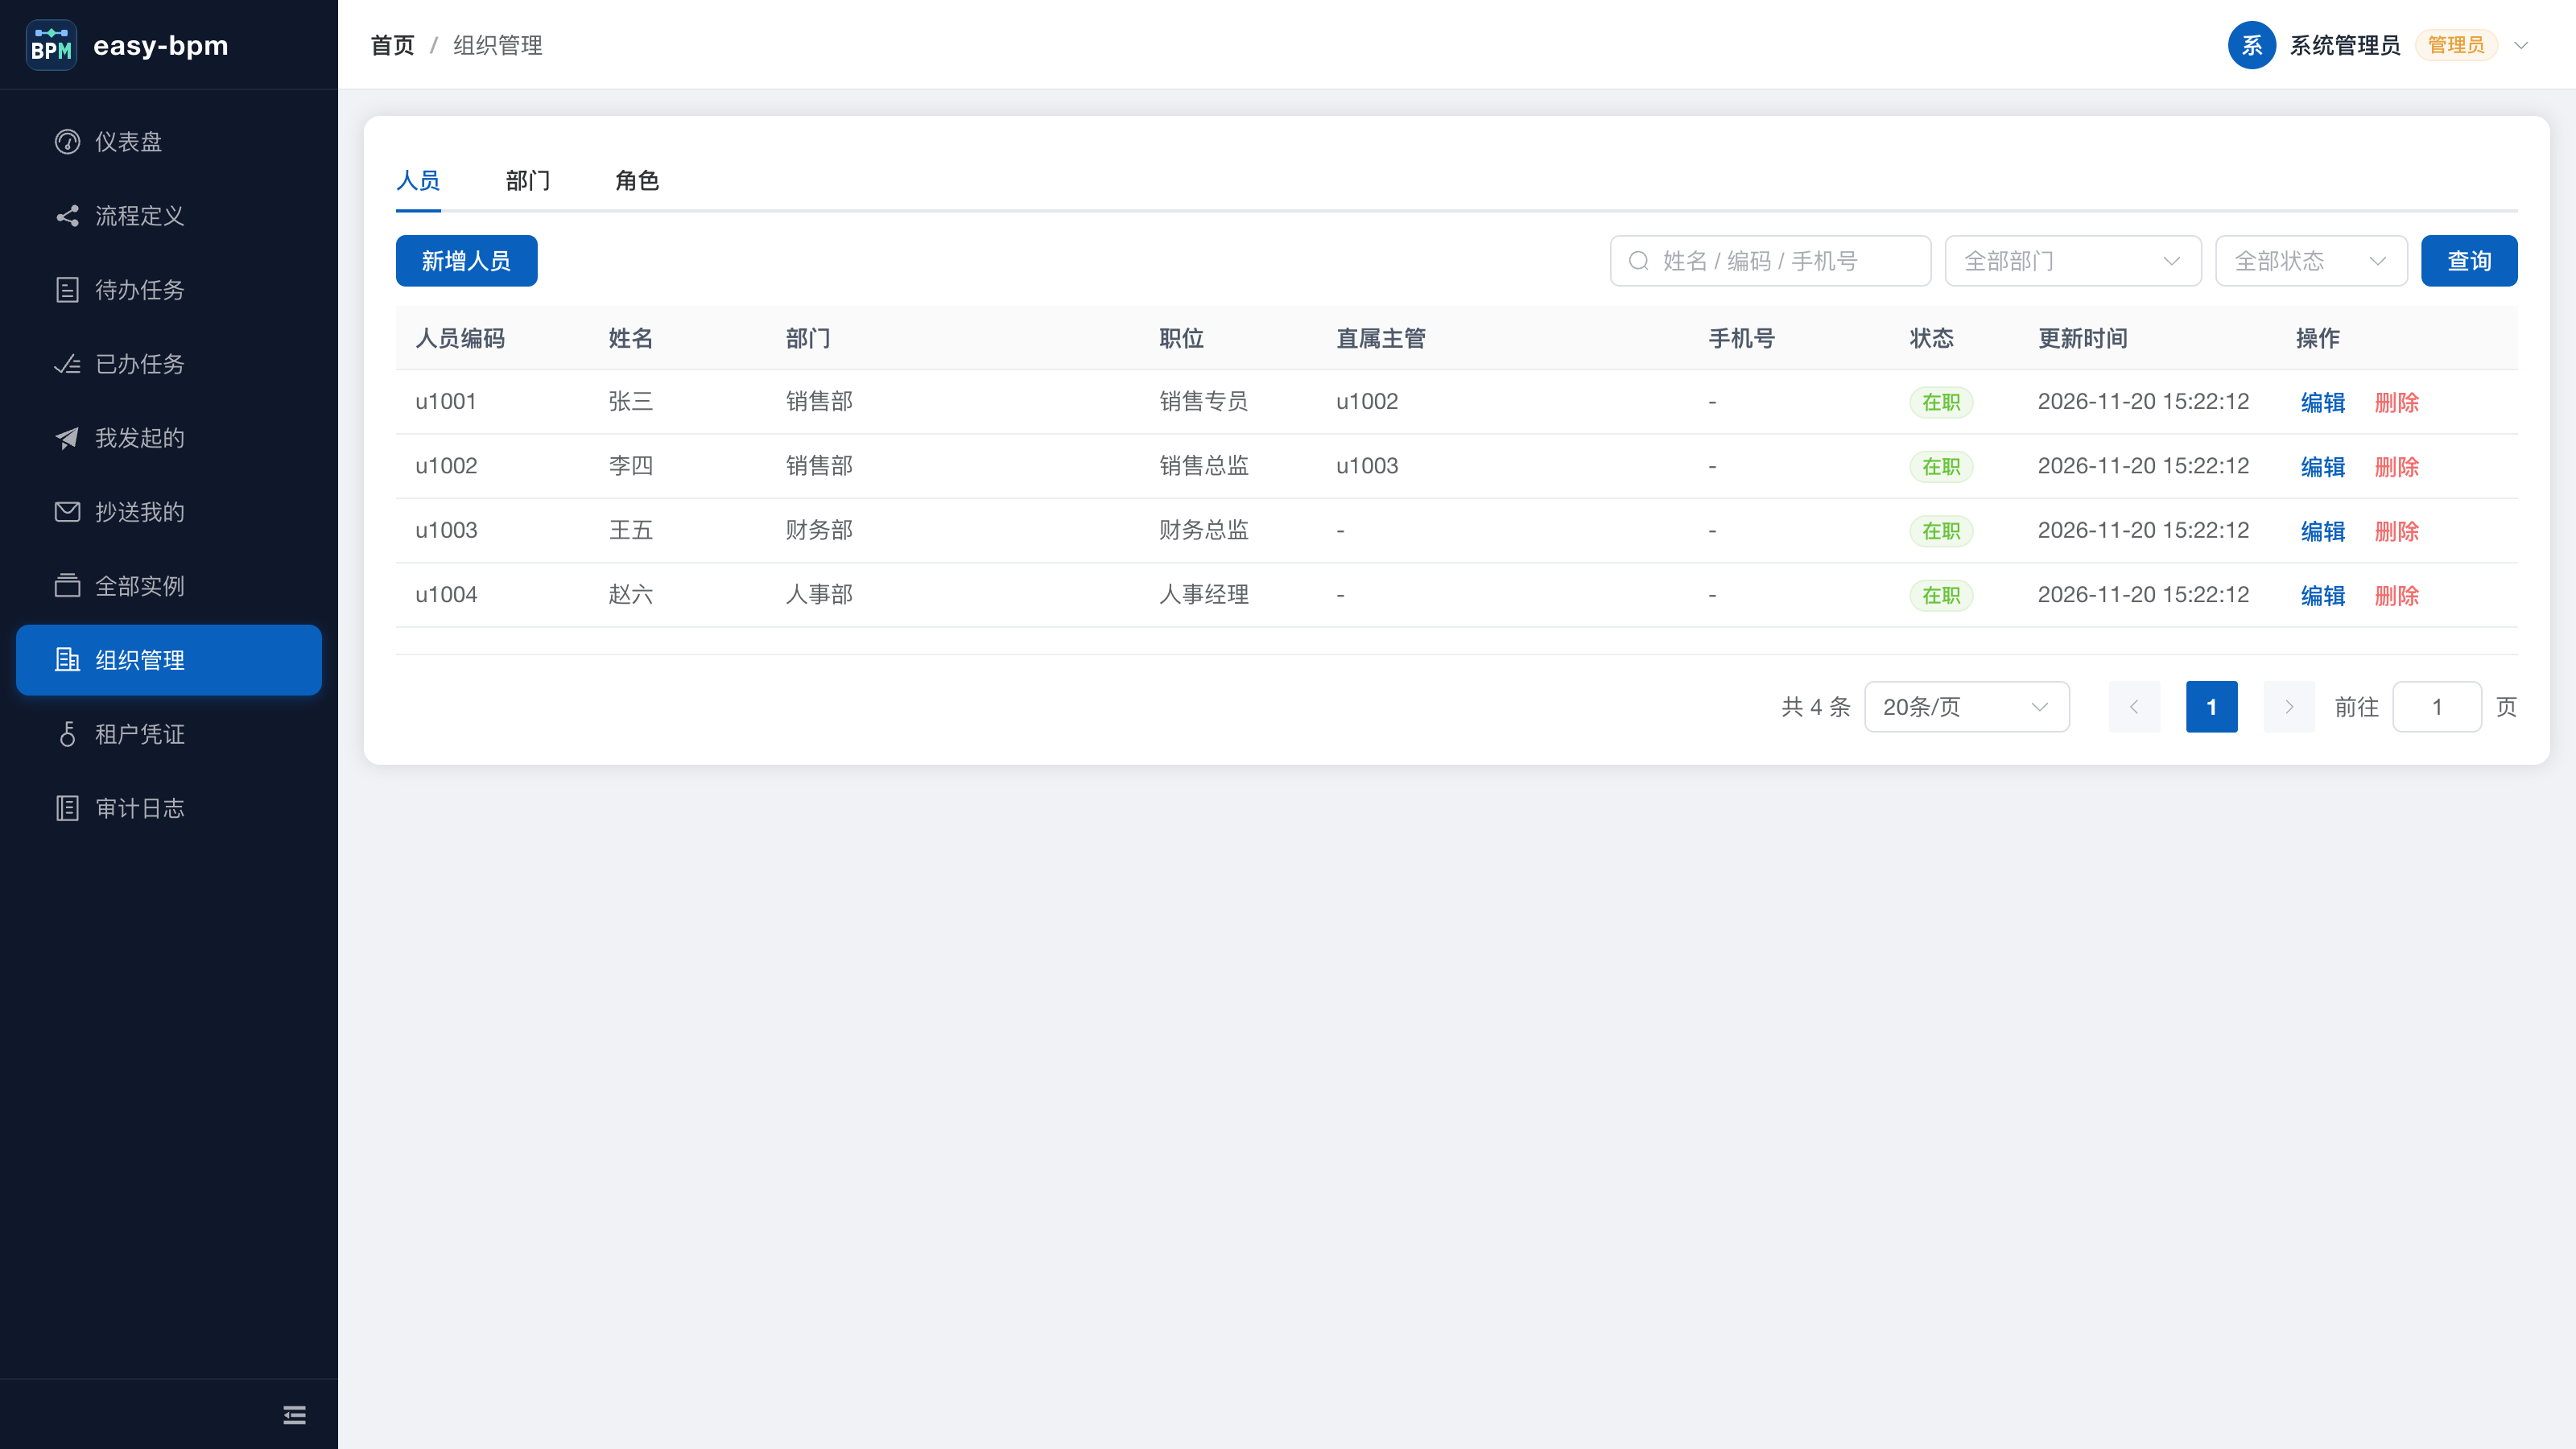 BPM easy-bpm
首页 / 组织管理
系 系统管理员 管理员
仪表盘
流程定义
待办任务
已办任务
我发起的
抄送我的
全部实例
组织管理
租户凭证
审计日志
人员 部门 角色
新增人员 姓名 / 编码 / 手机号 全部部门 全部状态 查询
人员编码 姓名 部门 职位 直属主管 手机号 状态 更新时间 操作
u1001 张三 销售部 销售专员 u1002 - 在职 2026-11-20 15:22:12 编辑 删除
u1002 李四 销售部 销售总监 u1003 - 在职 2026-11-20 15:22:12 编辑 删除
u1003 王五 财务部 财务总监 - - 在职 2026-11-20 15:22:12 编辑 删除
u1004 赵六 人事部 人事经理 - - 在职 2026-11-20 15:22:12 编辑 删除
共 4 条 20条/页 1 前往 1 页